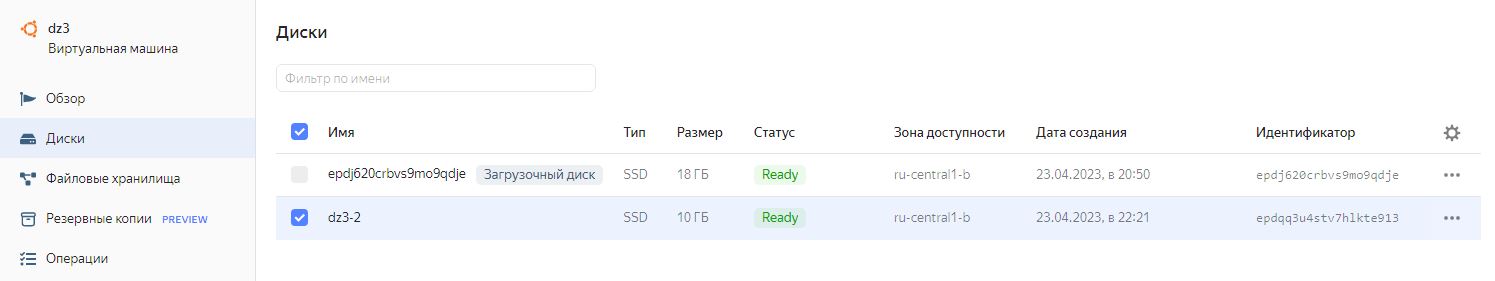 dz3
Виртуальная машина
Обзор
Диски
Файловые хранилища
Резервные копии PREVIEW
Операции
Диски
Фильтр по имени
Имя Тип Размер Статус Зона доступности Дата создания Идентификатор
epdj620crbvs9mo9qdje Загрузочный диск SSD 18 ГБ Ready ru-central1-b 23.04.2023, в 20:50 epdj620crbvs9mo9qdje
dz3-2 SSD 10 ГБ Ready ru-central1-b 23.04.2023, в 22:21 epdqq3u4stv7hlkte913